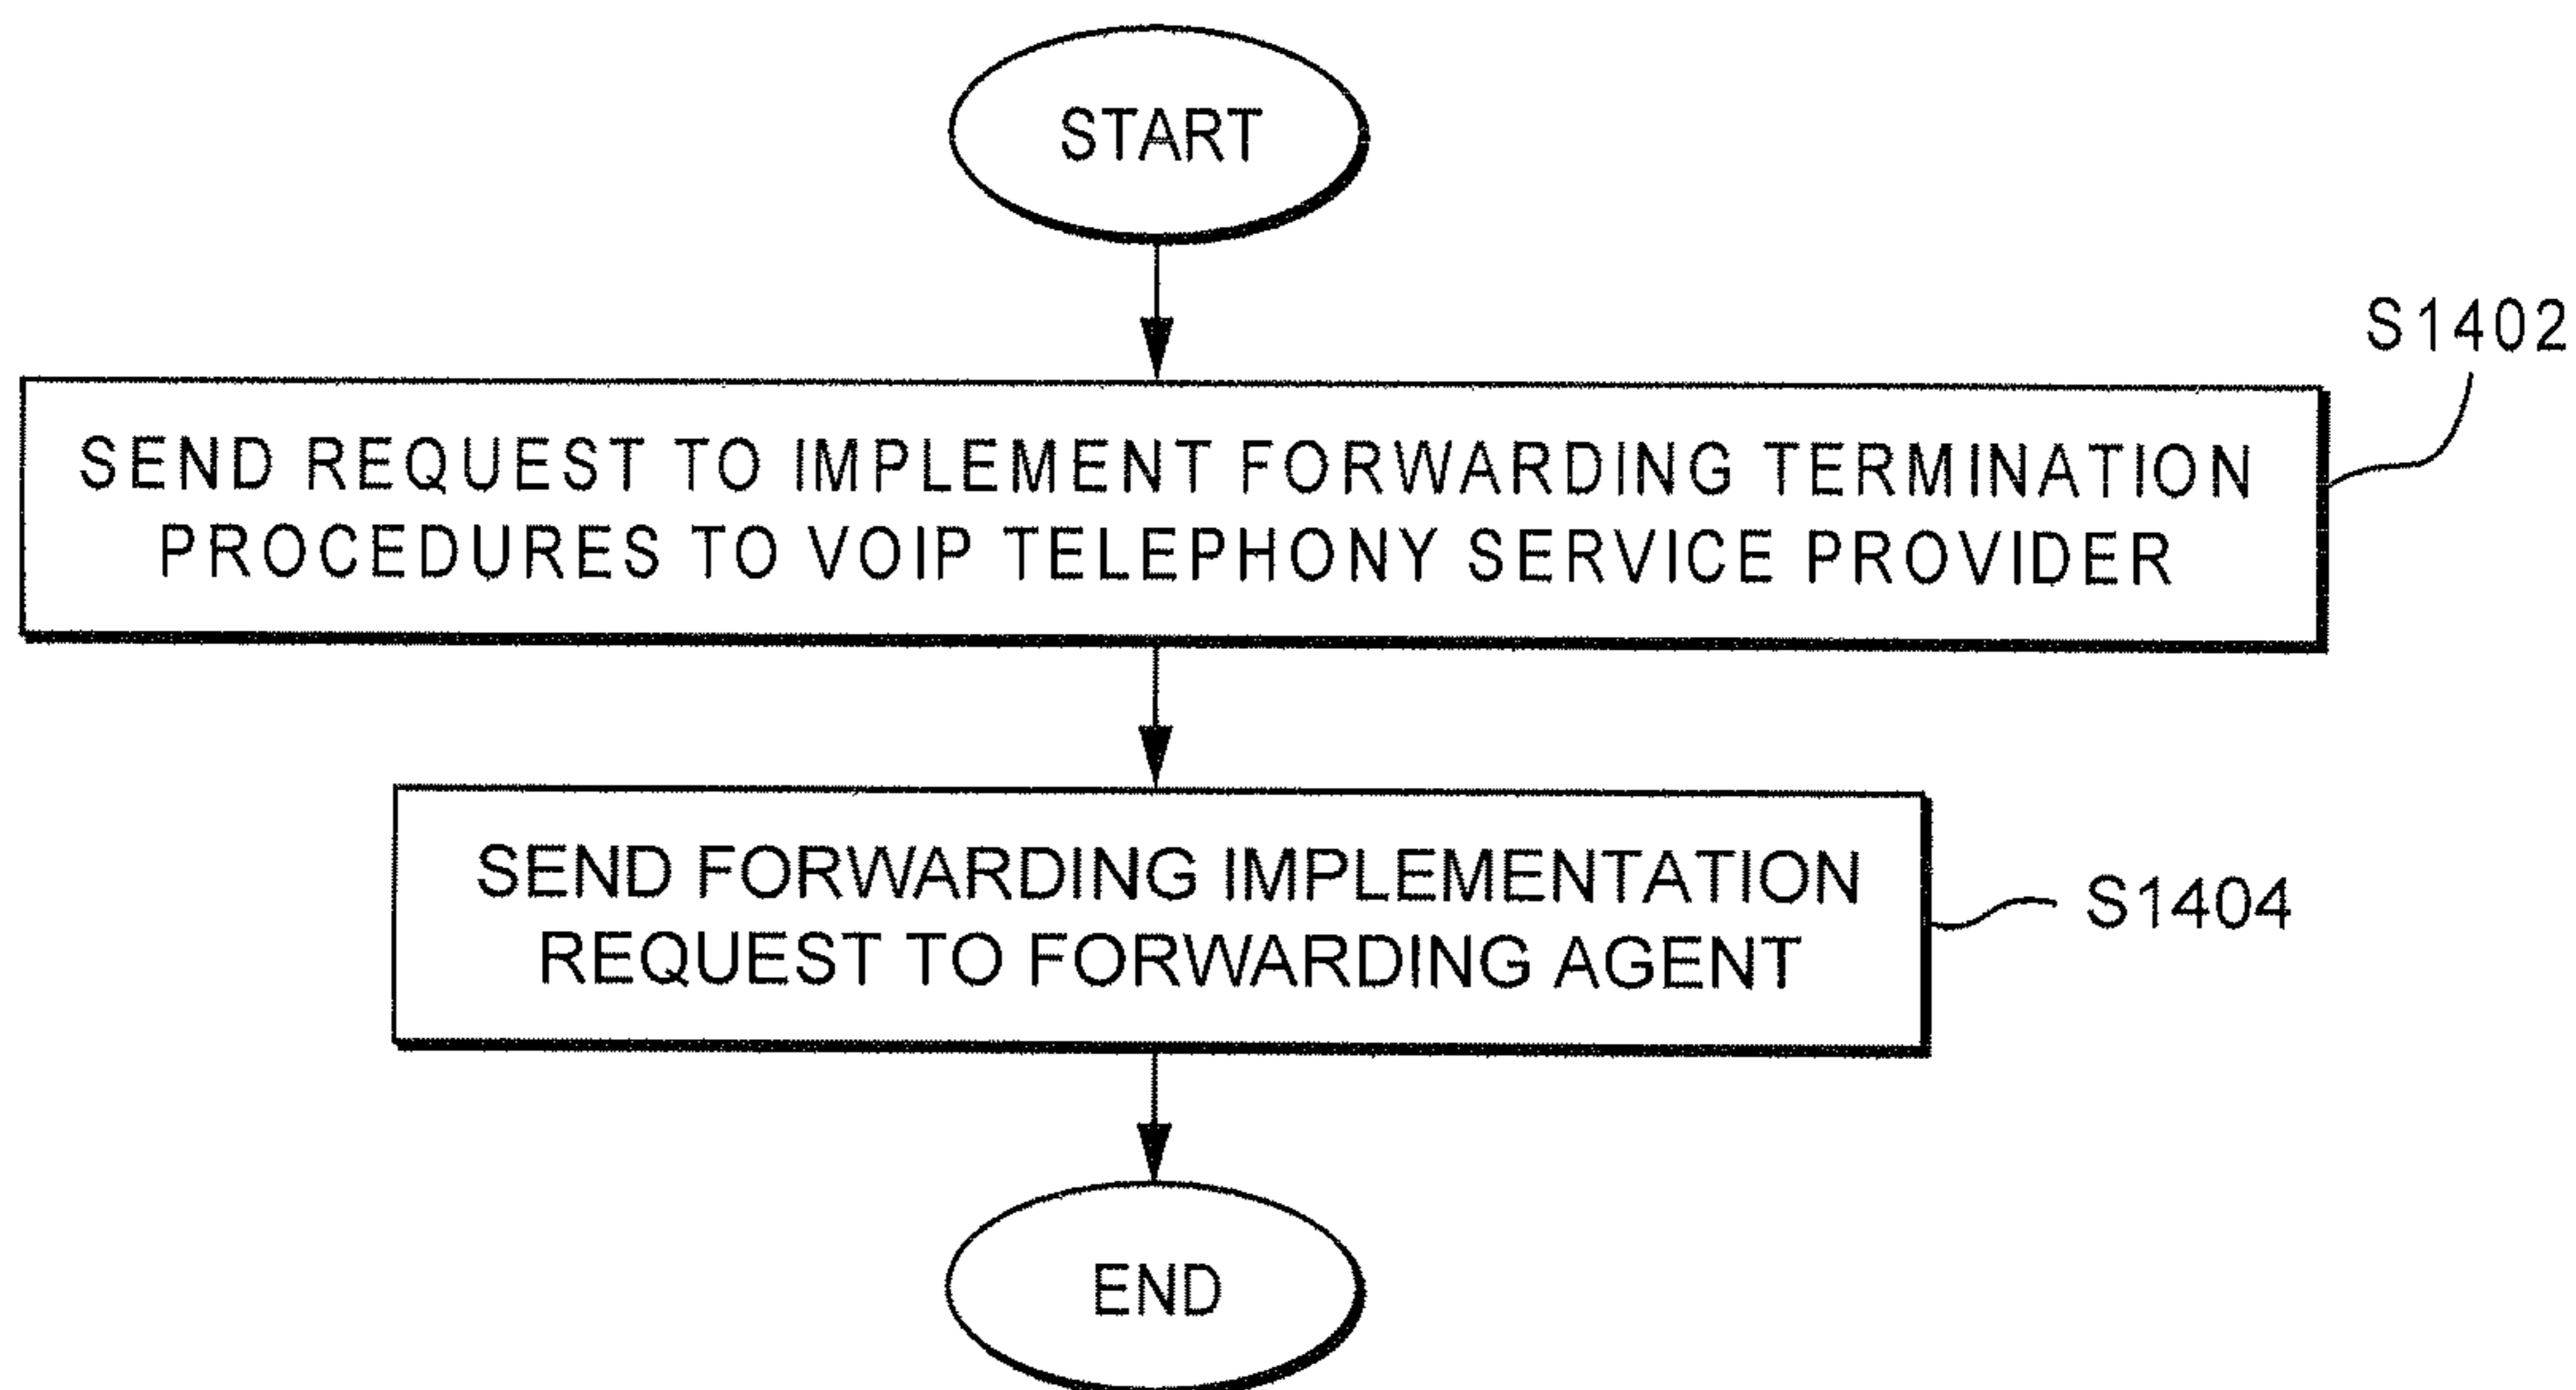 START
S1402
SEND REQUEST TO IMPLEMENT FORWARDING TERMINATION
PROCEDURES TO VOIP TELEPHONY SERVICE PROVIDER
SEND FORWARDING IMPLEMENTATION
REQUEST TO FORWARDING AGENT
S1404
END